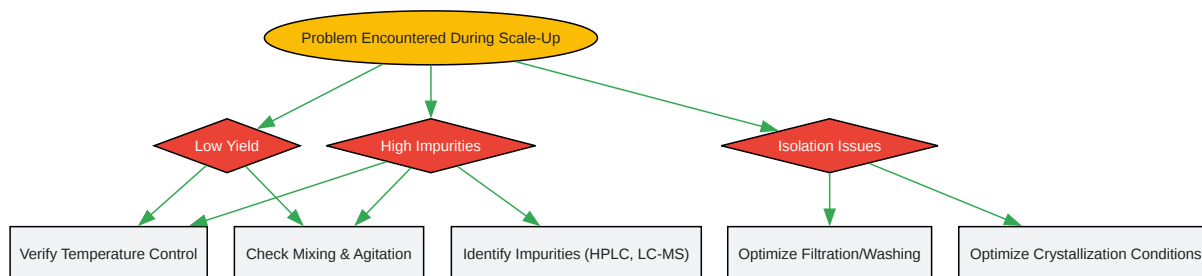 Problem Encountered During Scale-Up
Low Yield
High Impurities
Isolation Issues
Verify Temperature Control
Check Mixing & Agitation
Identify Impurities (HPLC, LC-MS)
Optimize Filtration/Washing
Optimize Crystallization Conditions